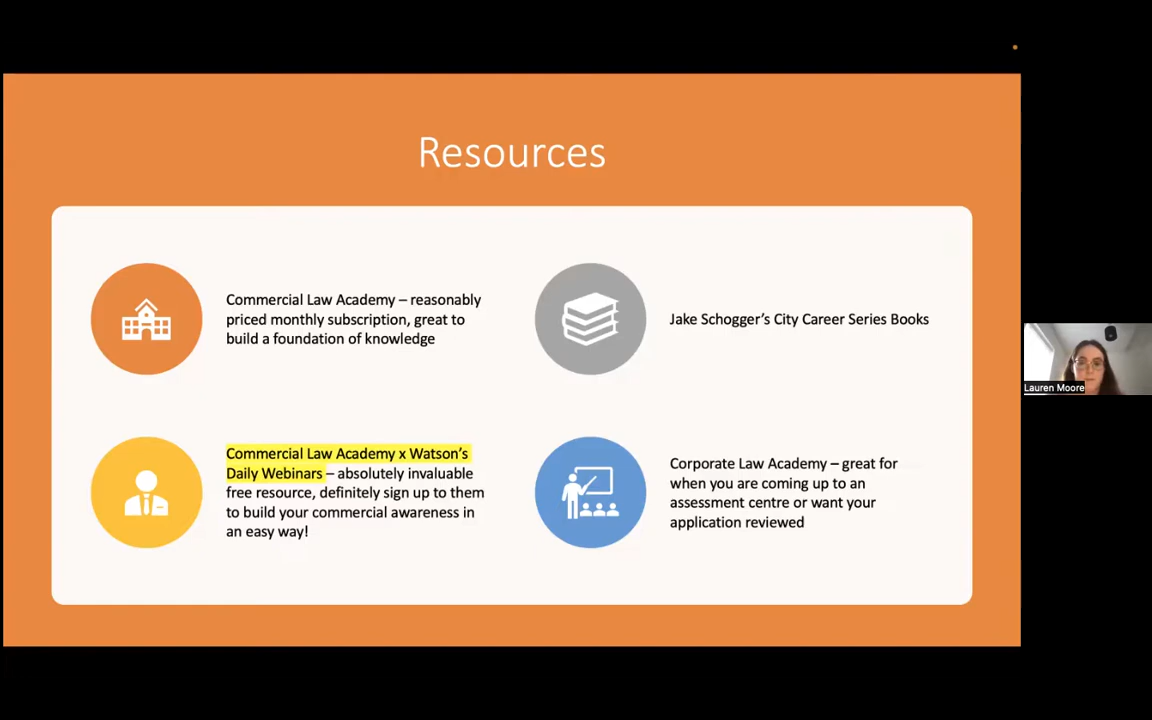 Resources
Commercial Law Academy – reasonably
priced monthly subscription, great to
build a foundation of knowledge
Jake Schogger's City Career Series Books
Commercial Law Academy x Watson's
Daily Webinars – absolutely invaluable
free resource, definitely sign up to them
to build your commercial awareness in
an easy way!
Corporate Law Academy – great for
when you are coming up to an
assessment centre or want your
application reviewed
Lauren Moore